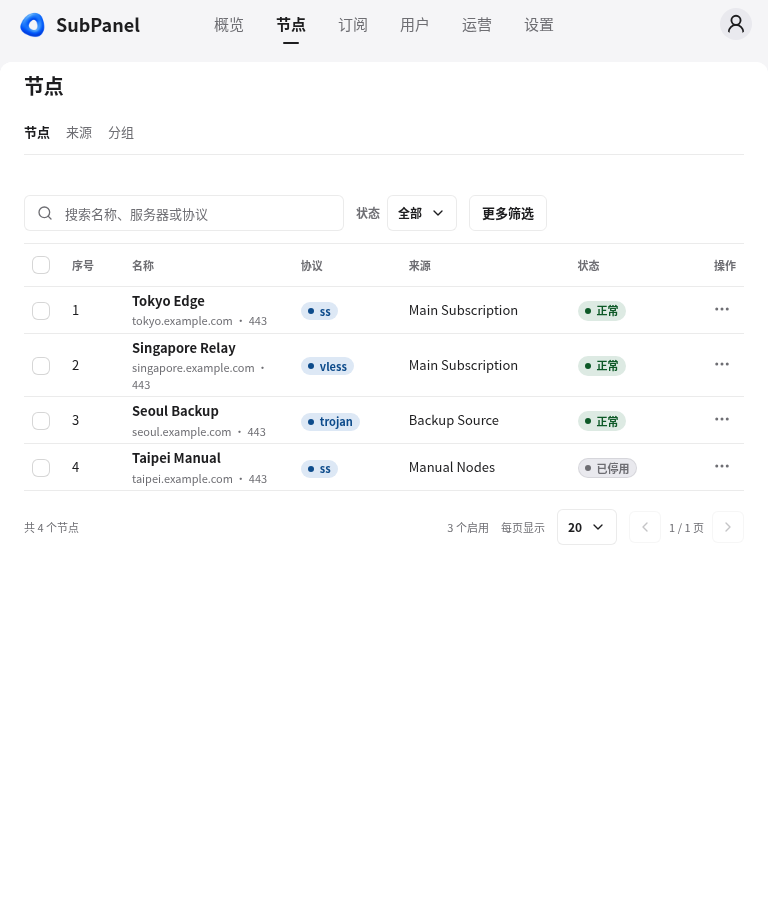 SubPanel 概览 节点 订阅 用户 运营 设置
节点
节点 来源 分组
搜索名称、服务器或协议 状态 全部 更多筛选
序号 名称 协议 来源 状态 操作
1 Tokyo Edge ss Main Subscription 正常
tokyo.example.com · 443
2 Singapore Relay vless Main Subscription 正常
singapore.example.com ·
443
3 Seoul Backup trojan Backup Source 正常
seoul.example.com · 443
4 Taipei Manual ss Manual Nodes 已停用
taipei.example.com · 443
共 4 个节点 3 个启用 每页显示 20 1 / 1 页